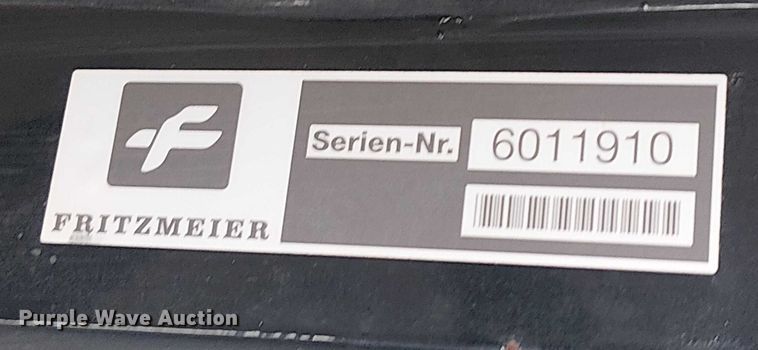 Serien-Nr. 6011910
FRITZMEIER
Purple Wave Auction